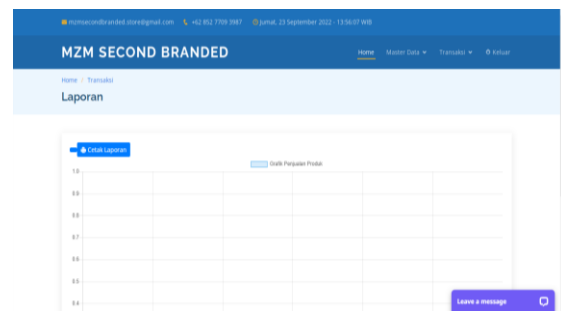 mzmsecondbranded.store@gmail.com +62 852 7709 3987 Jumat, 23 September 2022 - 13:56:07 WIB
MZM SECOND BRANDED Home Master Data Transaksi Keluar
Home / Transaksi
Laporan
Cetak Laporan
Grafik Penjualan Produk
1.0
0.9
0.8
0.7
0.6
0.5
0.4
Leave a message